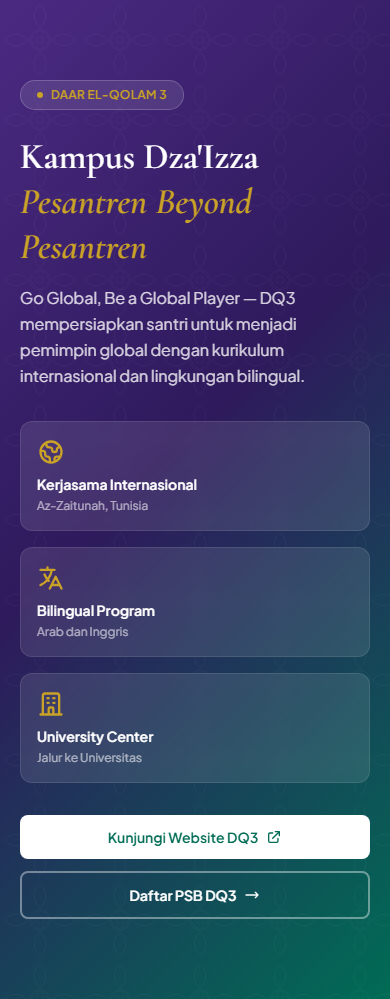 DAAR EL-QOLAM 3
Kampus Dza'Izza
Pesantren Beyond
Pesantren
Go Global, Be a Global Player — DQ3
mempersiapkan santri untuk menjadi
pemimpin global dengan kurikulum
internasional dan lingkungan bilingual.
Kerjasama Internasional
Az-Zaitunah, Tunisia
Bilingual Program
Arab dan Inggris
University Center
Jalur ke Universitas
Kunjungi Website DQ3
Daftar PSB DQ3 →